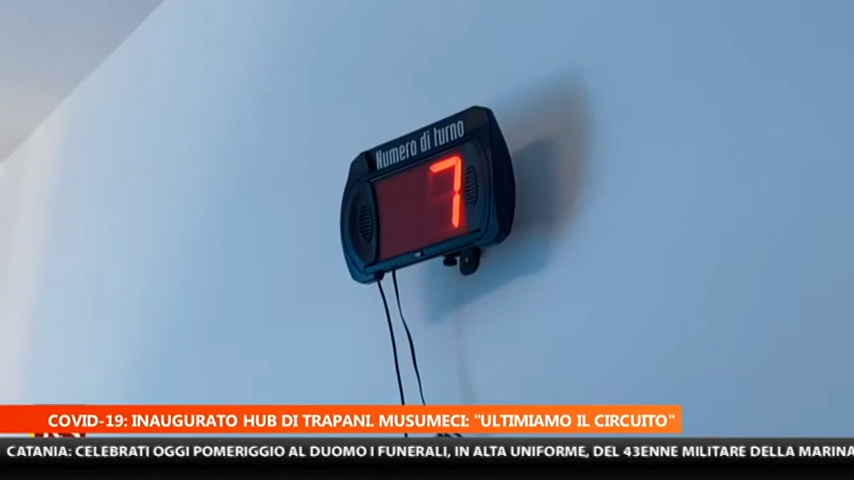 Numero di turno
7
COVID-19: INAUGURATO HUB DI TRAPANI. MUSUMECI: "ULTIMIAMO IL CIRCUITO"
CATANIA: CELEBRATI OGGI POMERIGGIO AL DUOMO I FUNERALI, IN ALTA UNIFORME, DEL 43ENNE MILITARE DELLA MARINA